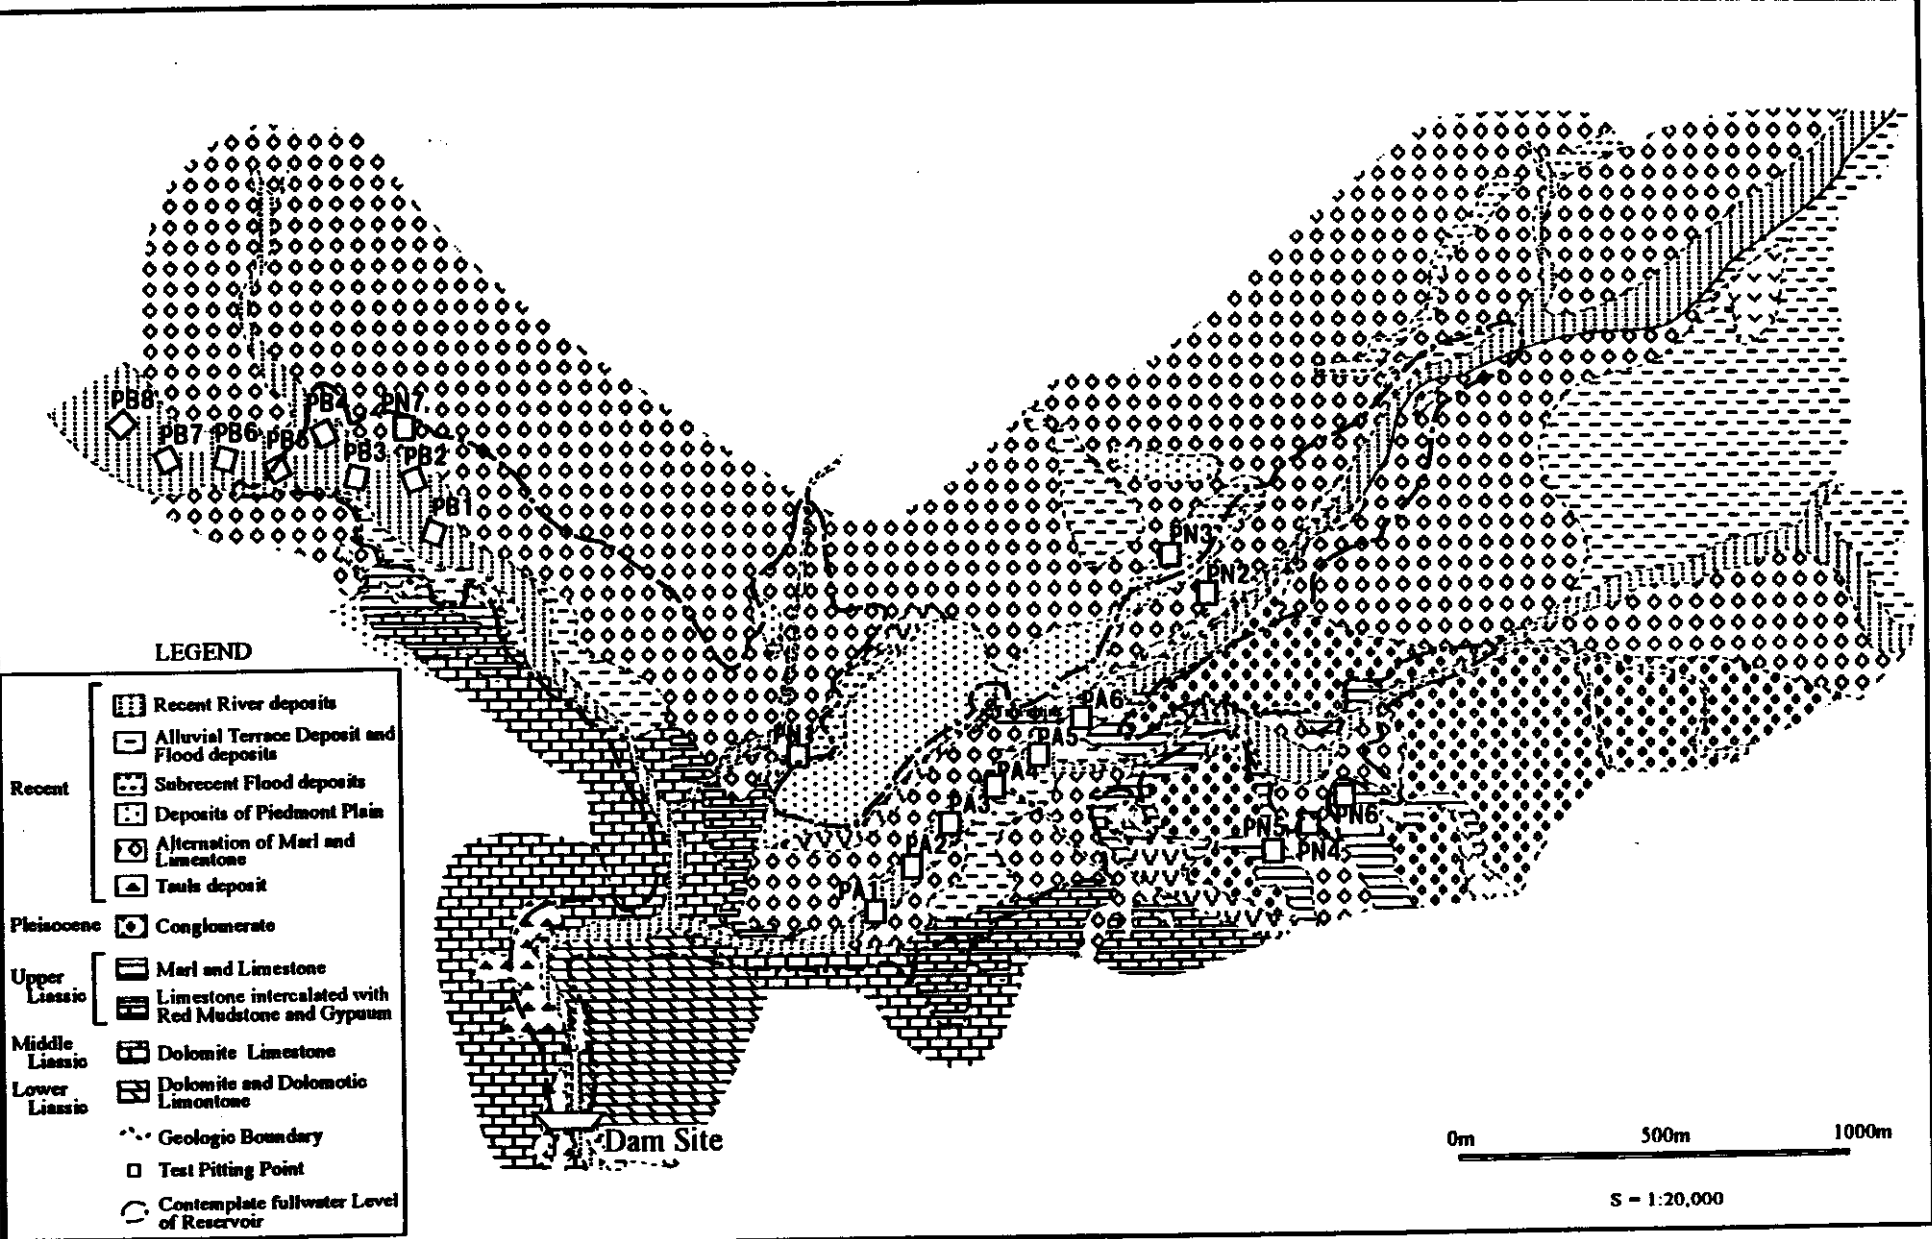 PB8
PB7
PB6
PB5
PB4
PN7
PB3
PB2
PB1
PN3
PN2
PN1
PA6
PA5
PA4
PA3
PA2
PA1
PN5
PN4
PN6
LEGEND
Recent
Recent River deposits
Alluvial Terrace Deposit and
Flood deposits
Subrecent Flood deposits
Deposits of Piedmont Plain
Alternation of Marl and
Limentone
Tauls deposit
Pleisocene
Conglomerate
Upper
Liassic
Marl and Limestone
Limestone intercalated with
Red Mudstone and Gypuum
Middle
Liassic
Dolomite Limestone
Lower
Liassic
Dolomite and Dolomotic
Limontone
Geologic Boundary
Test Pitting Point
Contemplate fullwater Level
of Reservoir
Dam Site
0m 500m 1000m
S = 1:20,000